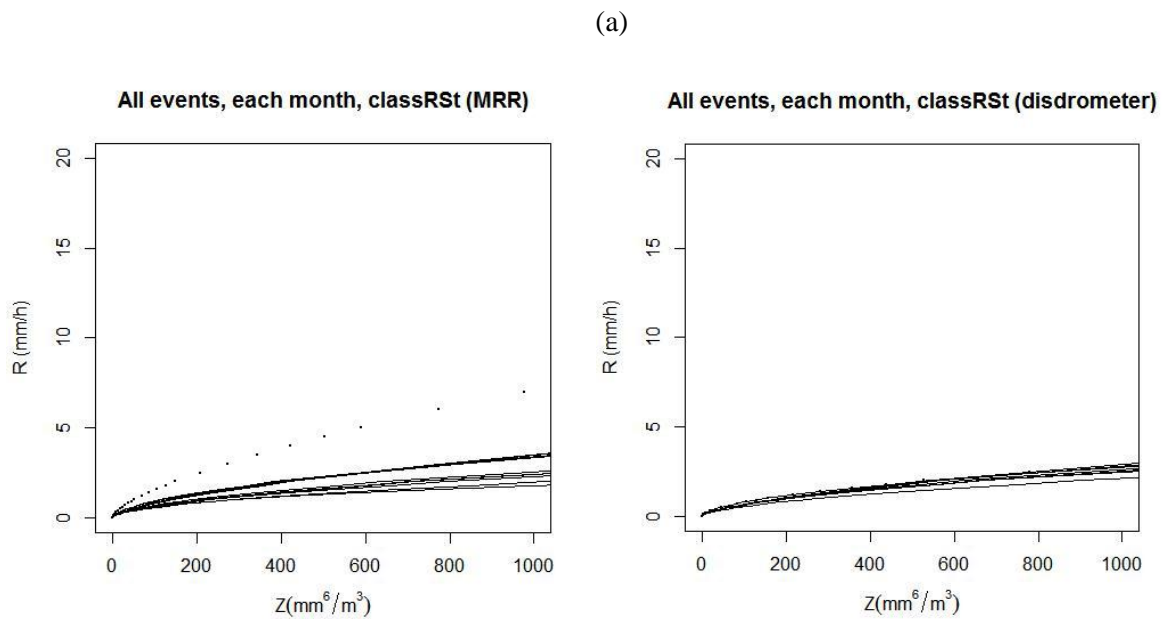 (a)
All events, each month, classRSt (MRR)
20
15
10
5
0
R (mm/h)
0 200 400 600 800 1000
Z(mm⁶/m³)
All events, each month, classRSt (disdrometer)
20
15
10
5
0
R (mm/h)
0 200 400 600 800 1000
Z(mm⁶/m³)